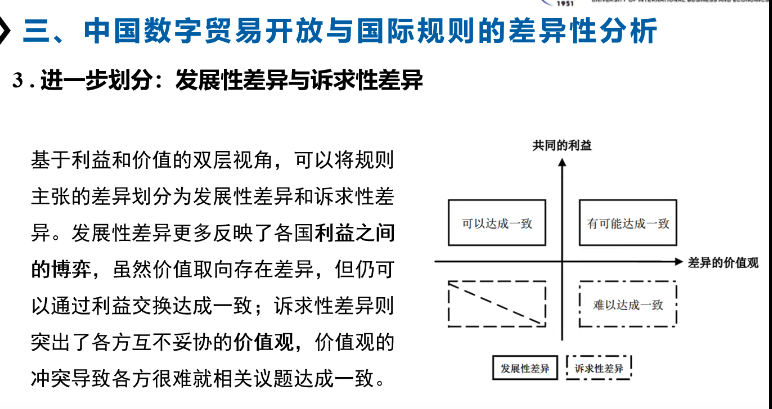 1951
三、中国数字贸易开放与国际规则的差异性分析
3.进一步划分：发展性差异与诉求性差异
基于利益和价值的双层视角，可以将规则
主张的差异划分为发展性差异和诉求性差
异。发展性差异更多反映了各国利益之间
的博弈，虽然价值取向存在差异，但仍可
以通过利益交换达成一致；诉求性差异则
突出了各方互不妥协的价值观，价值观的
冲突导致各方很难就相关议题达成一致。
共同的利益
可以达成一致
有可能达成一致
差异的价值观
难以达成一致
发展性差异
诉求性差异